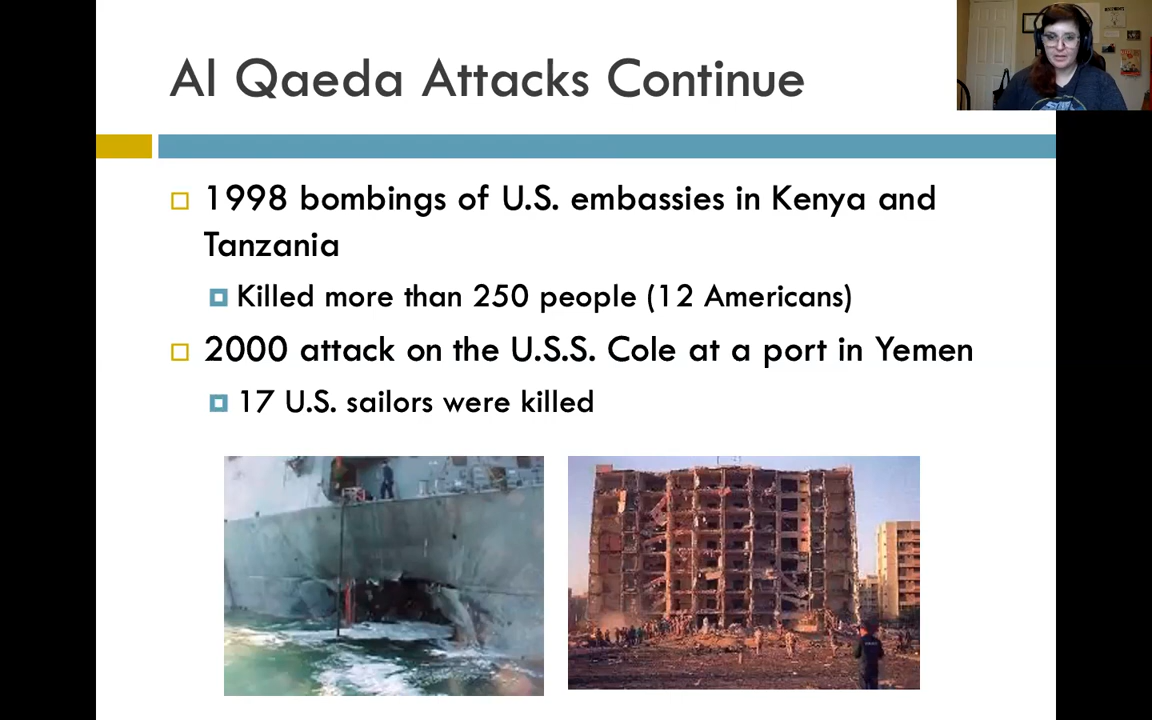 Al Qaeda Attacks Continue
1998 bombings of U.S. embassies in Kenya and
Tanzania
Killed more than 250 people (12 Americans)
2000 attack on the U.S.S. Cole at a port in Yemen
17 U.S. sailors were killed